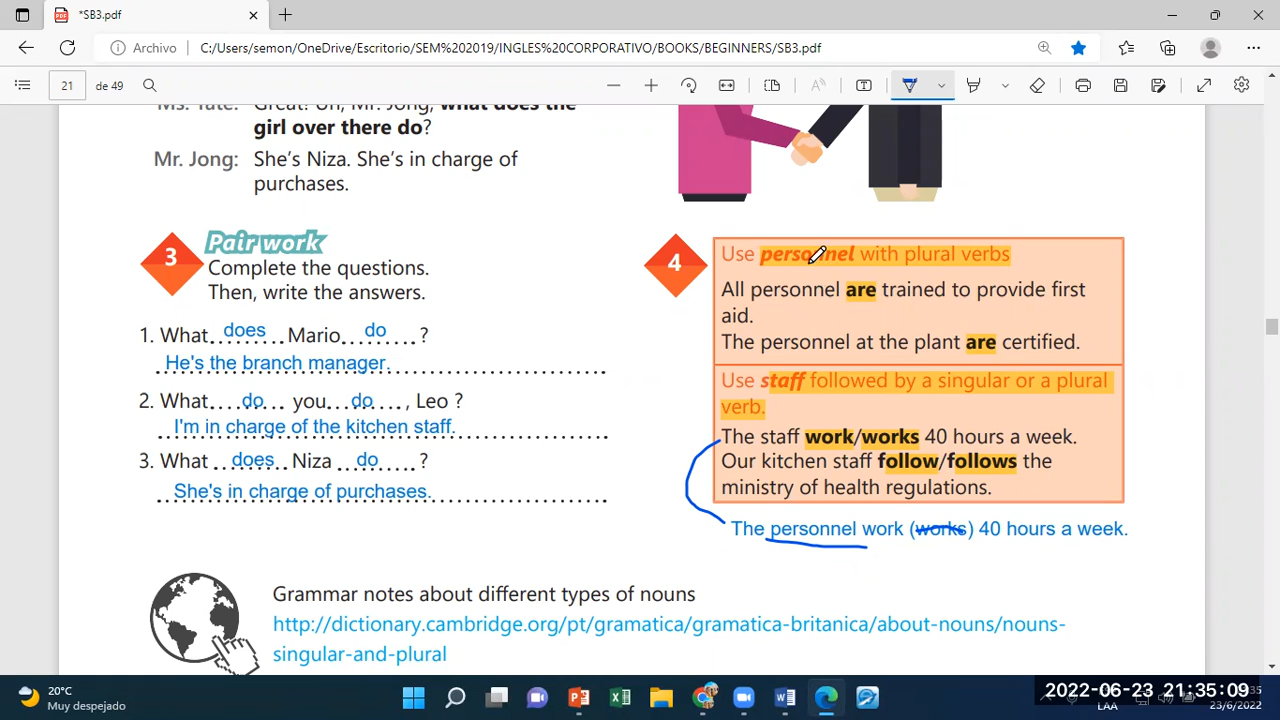 *SB3.pdf
Archivo
C:/Users/semon/OneDrive/Escritorio/SEM%202019/INGLES%20CORPORATIVO/BOOKS/BEGINNERS/SB3.pdf
21 de 49
girl over there do?
Mr. Jong: She's Niza. She's in charge of
purchases.
3 Pair work
Complete the questions.
Then, write the answers.
1. What does Mario do ?
He's the branch manager.
2. What do you do , Leo ?
I'm in charge of the kitchen staff.
3. What does Niza do ?
She's in charge of purchases.
4
Use personnel with plural verbs
All personnel are trained to provide first
aid.
The personnel at the plant are certified.
Use staff followed by a singular or a plural
verb.
The staff work/works 40 hours a week.
Our kitchen staff follow/follows the
ministry of health regulations.
The personnel work (works) 40 hours a week.
Grammar notes about different types of nouns
http://dictionary.cambridge.org/pt/gramatica/gramatica-britanica/about-nouns/nouns-
singular-and-plural
20°C
Muy despejado
LAA
2022-06-23 21:35:09
23/6/2022